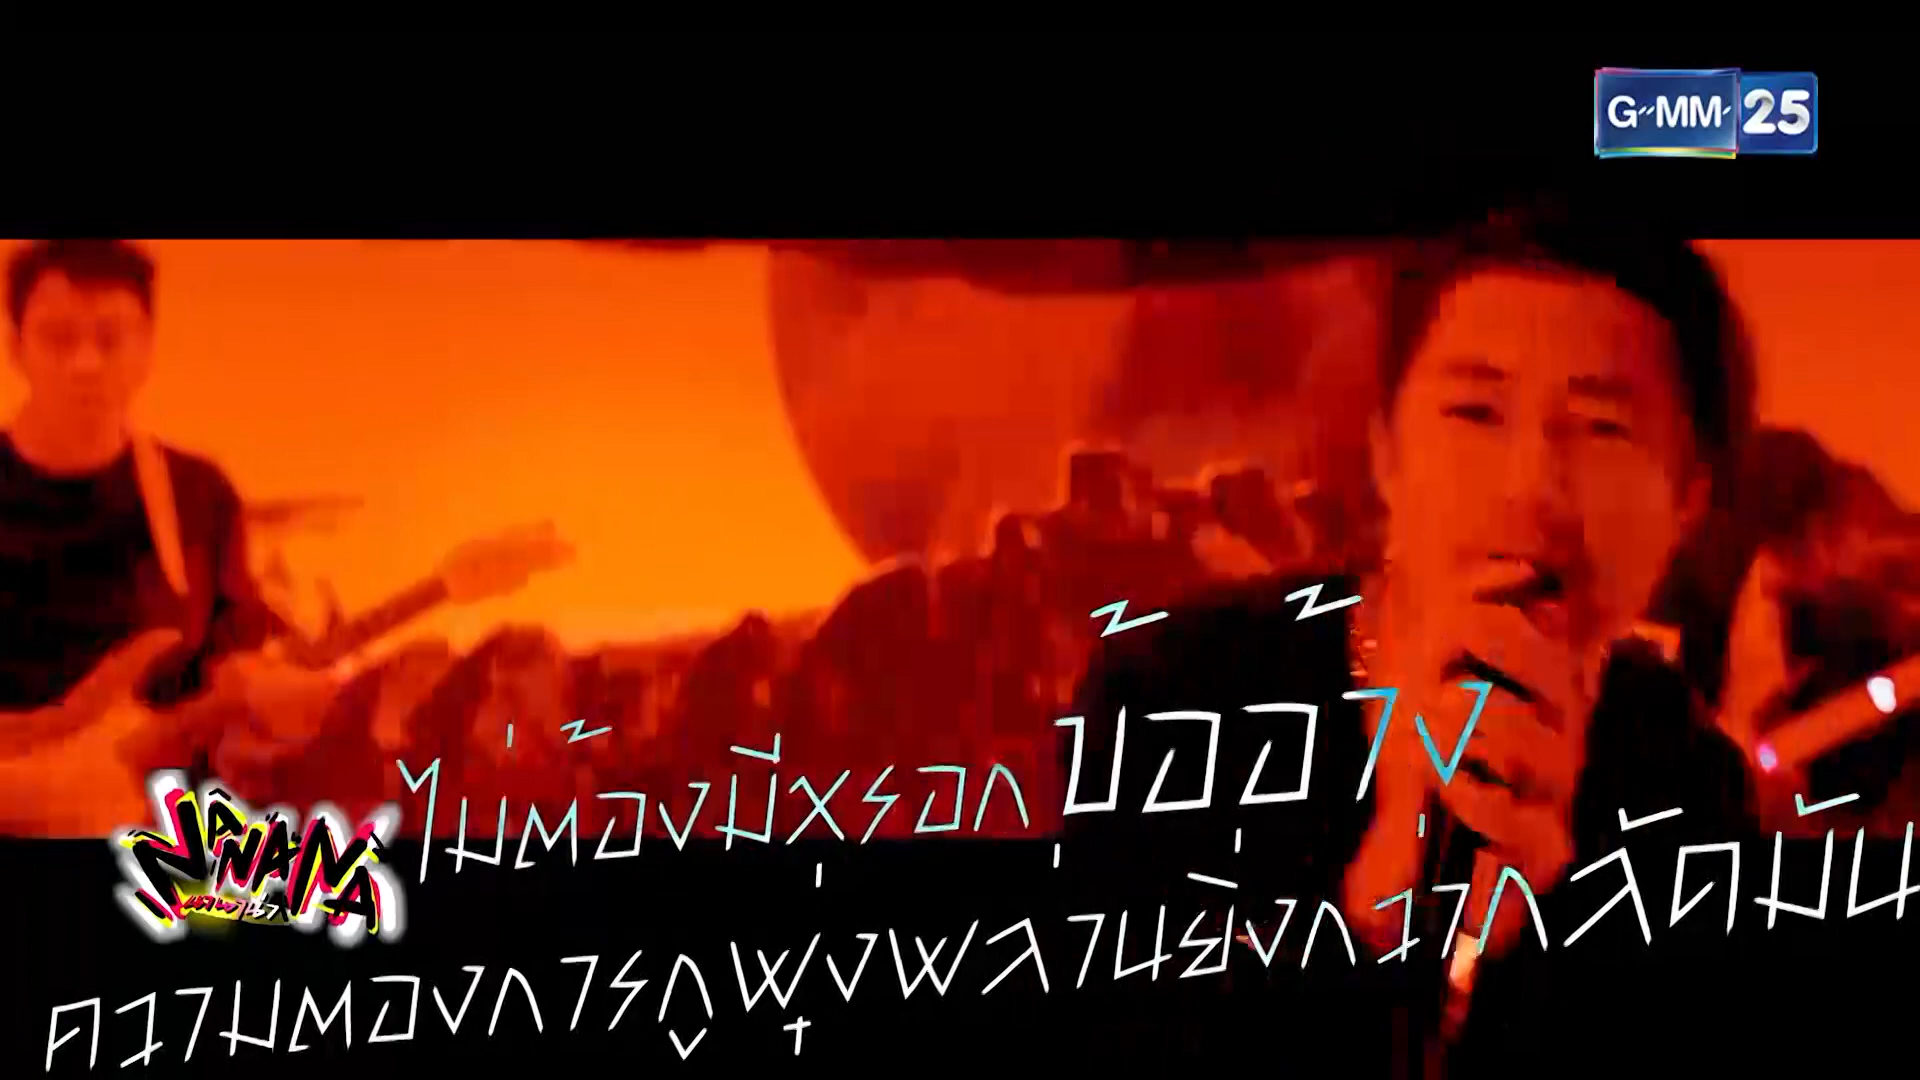 GMM 25
ไม่ต้องมีหรอก ข้ออ้าง
NANAMA
ความต้องการกูพุ่งพล่านยิ่งกว่ากลัดมัน